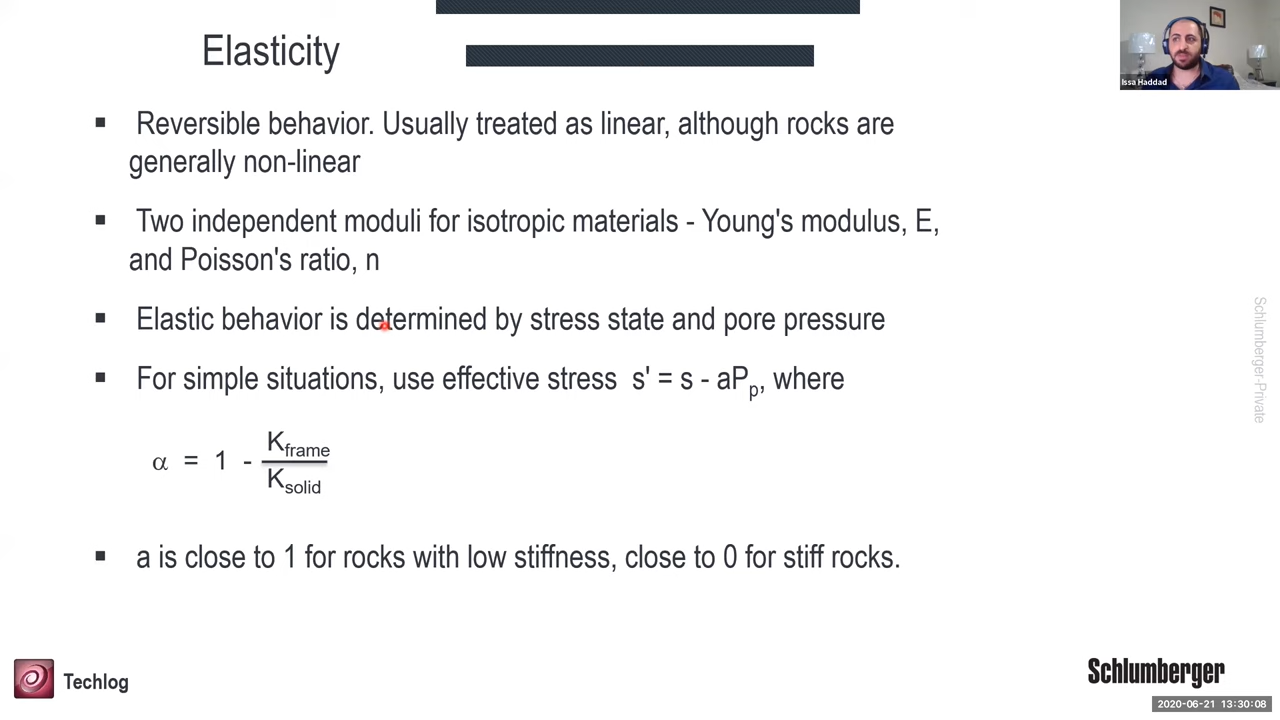 Elasticity
Issa Haddad
▪ Reversible behavior. Usually treated as linear, although rocks are
generally non-linear
▪ Two independent moduli for isotropic materials - Young's modulus, E,
and Poisson's ratio, n
▪ Elastic behavior is determined by stress state and pore pressure
▪ For simple situations, use effective stress s' = s - aPp, where
α = 1 - Kframe
Ksolid
▪ a is close to 1 for rocks with low stiffness, close to 0 for stiff rocks.
Schlumberger-Private
Techlog
Schlumberger
2020-06-21 13:30:08